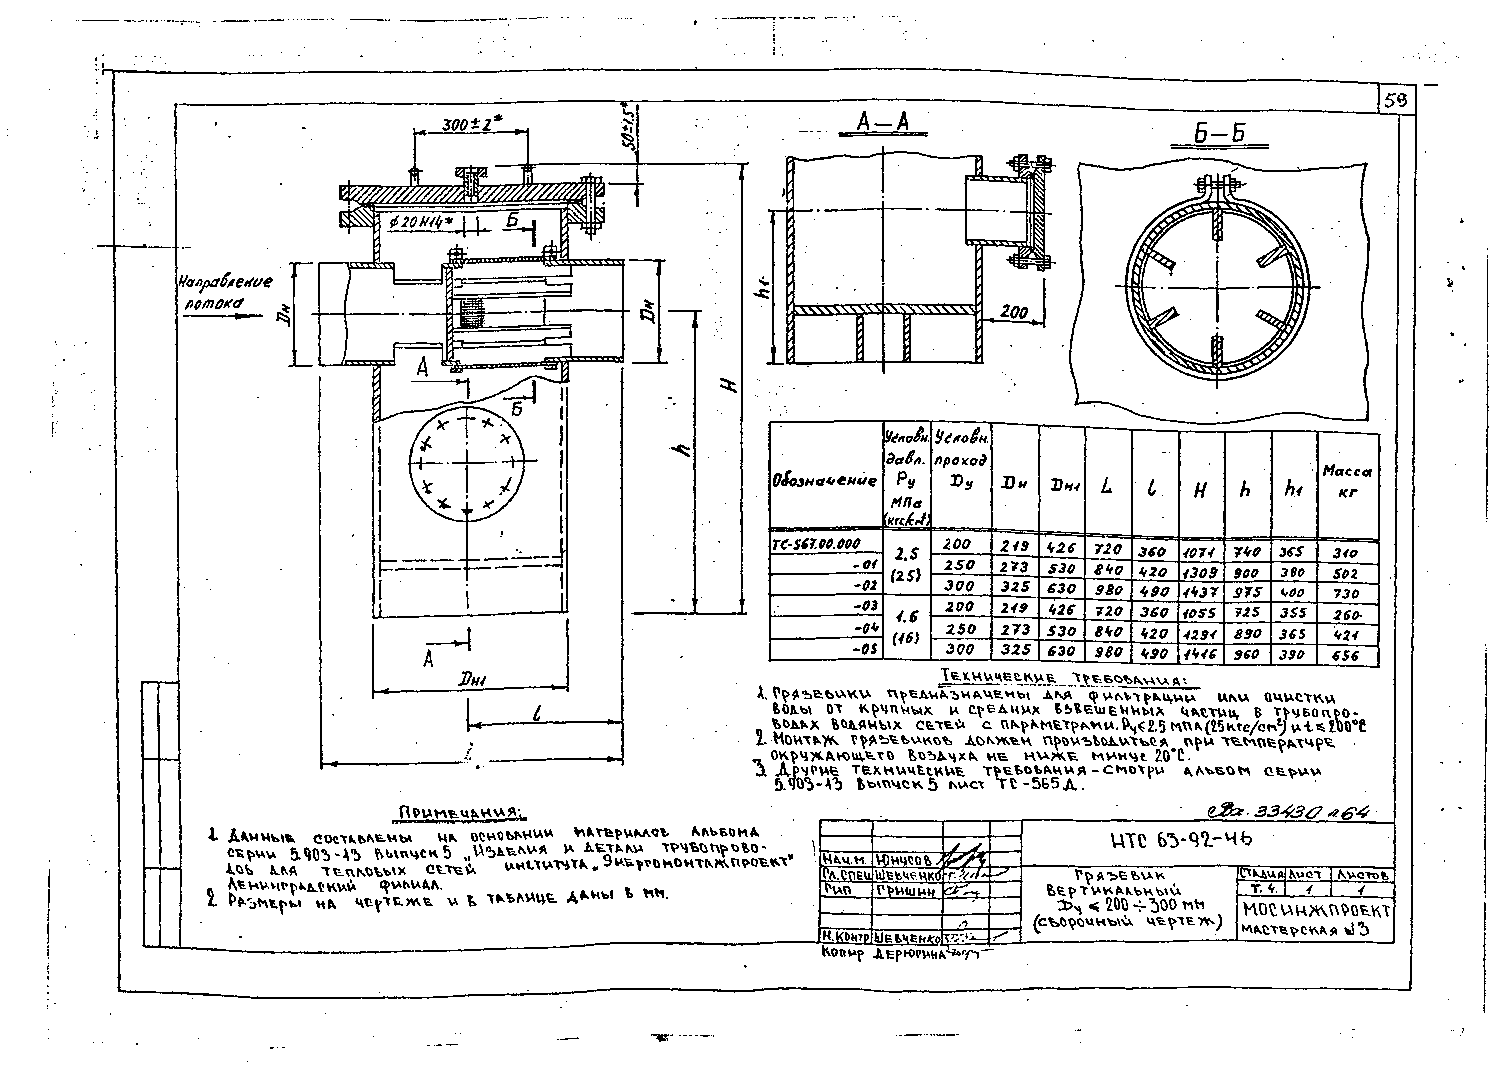 59
300±2*
50±1,5*
А—А
Б—Б
ф20Н14*
Б
Направление
потока
Dн
Dн
А
Б
H
h
h1
200
А
Dн1
l
L
Обозначение
Условн. давл. Ру МПа (кгс/см²)
Условн. проход Dу
Dн
Dн1
L
l
H
h
h1
Масса кг
ТС-567.00.000 2.5 (25) 200 219 426 720 360 1071 740 365 310
-01 250 273 530 840 420 1309 900 380 502
-02 300 325 630 980 490 1437 975 400 730
-03 1.6 (16) 200 219 426 720 360 1055 725 355 260
-04 250 273 530 840 420 1291 890 365 421
-05 300 325 630 980 490 1416 960 390 656
Технические требования:
1. Грязевики предназначены для фильтрации или очистки
воды от крупных и средних взвешенных частиц в трубопро-
водах водяных сетей с параметрами. Ру≤2.5 МПа (25кгс/см²) и t≤200°С
2. Монтаж грязевиков должен производиться при температуре
окружающего воздуха не ниже минус 20°С.
3. Другие технические требования-смотри альбом серии
5.903-13 выпуск 5 лист ТС-565Д.
Примечания:
1. Данные составлены на основании материалов альбома
серии 5.903-13 выпуск 5 „Изделия и детали трубопрово-
дов для тепловых сетей института „Энергомонтажпроект"
Ленинградский филиал.
2. Размеры на чертеже и в таблице даны в мм.
33430 л 64
НТС 63-92-46
Нач.м. Юнусов
Гл.спец Шевченко
Гип Гришин
Н.контр Шевченко
Копир Дерюгина
Грязевик
вертикальный
Dу ≤ 200÷300 мм
(сборочный чертеж)
Стадия Лист Листов
Т.ч. 1 1
МОСИНЖПРОЕКТ
мастерская №3